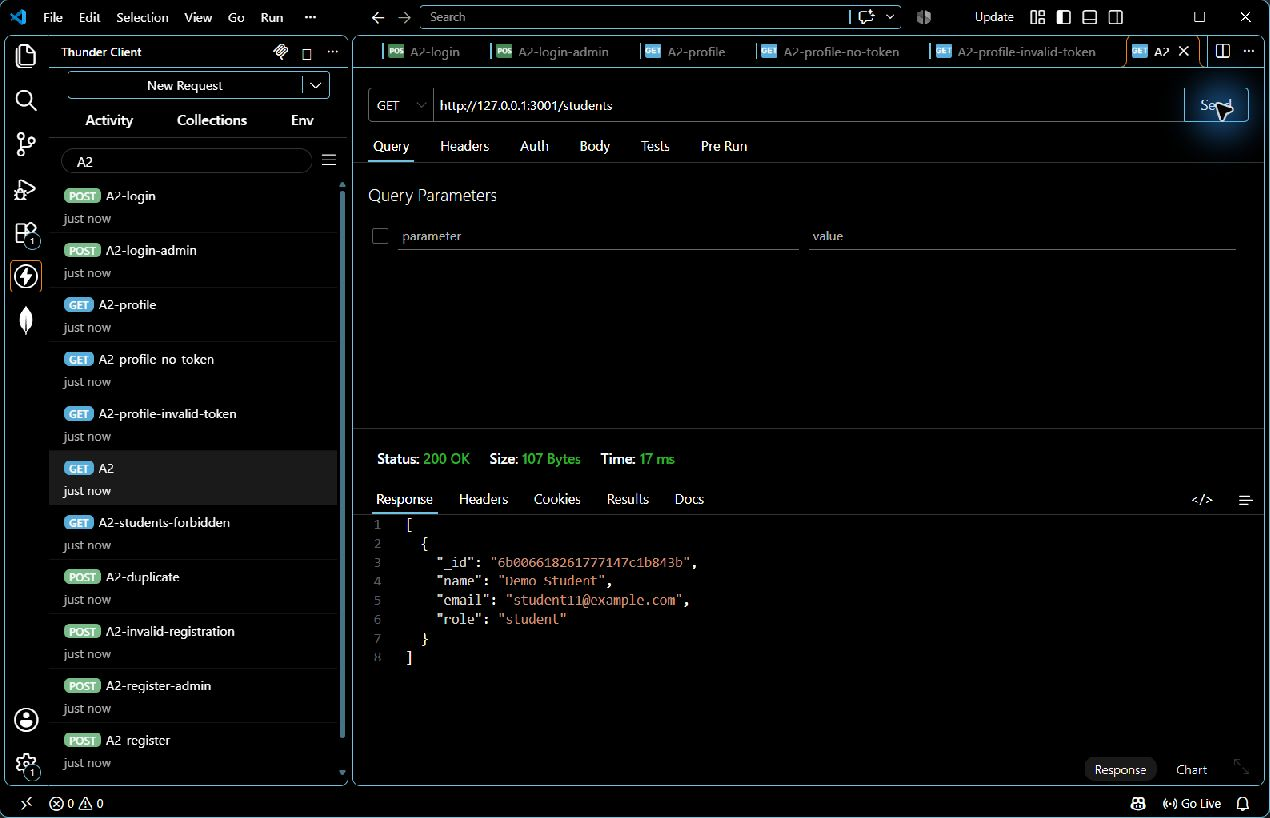 File Edit Selection View Go Run ··· Search Update
Thunder Client
POS A2-login POS A2-login-admin GET A2-profile GET A2-profile-no-token GET A2-profile-invalid-token GET A2
New Request
GET http://127.0.0.1:3001/students Send
Activity Collections Env
Query Headers Auth Body Tests Pre Run
A2
POST A2-login
just now
POST A2-login-admin
just now
GET A2-profile
just now
GET A2-profile-no-token
just now
GET A2-profile-invalid-token
just now
GET A2
just now
GET A2-students-forbidden
just now
POST A2-duplicate
just now
POST A2-invalid-registration
just now
POST A2-register-admin
just now
POST A2-register
just now
Query Parameters
parameter value
Status: 200 OK Size: 107 Bytes Time: 17 ms
Response Headers Cookies Results Docs </>
1 [
2 {
3 "_id": "6b006618261777147c1b843b",
4 "name": "Demo Student",
5 "email": "student11@example.com",
6 "role": "student"
7 }
8 ]
Response Chart
1
1
0 0 Go Live